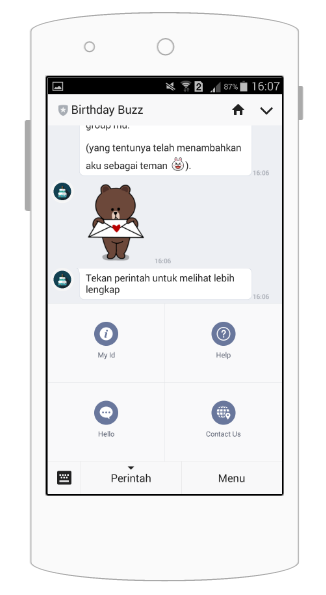 2 87% 16:07
Birthday Buzz
group mu.
(yang tentunya telah menambahkan
aku sebagai teman ).
16:06
16:06
Tekan perintah untuk melihat lebih
lengkap
16:06
My id
Help
Hello
Contact Us
Perintah
Menu